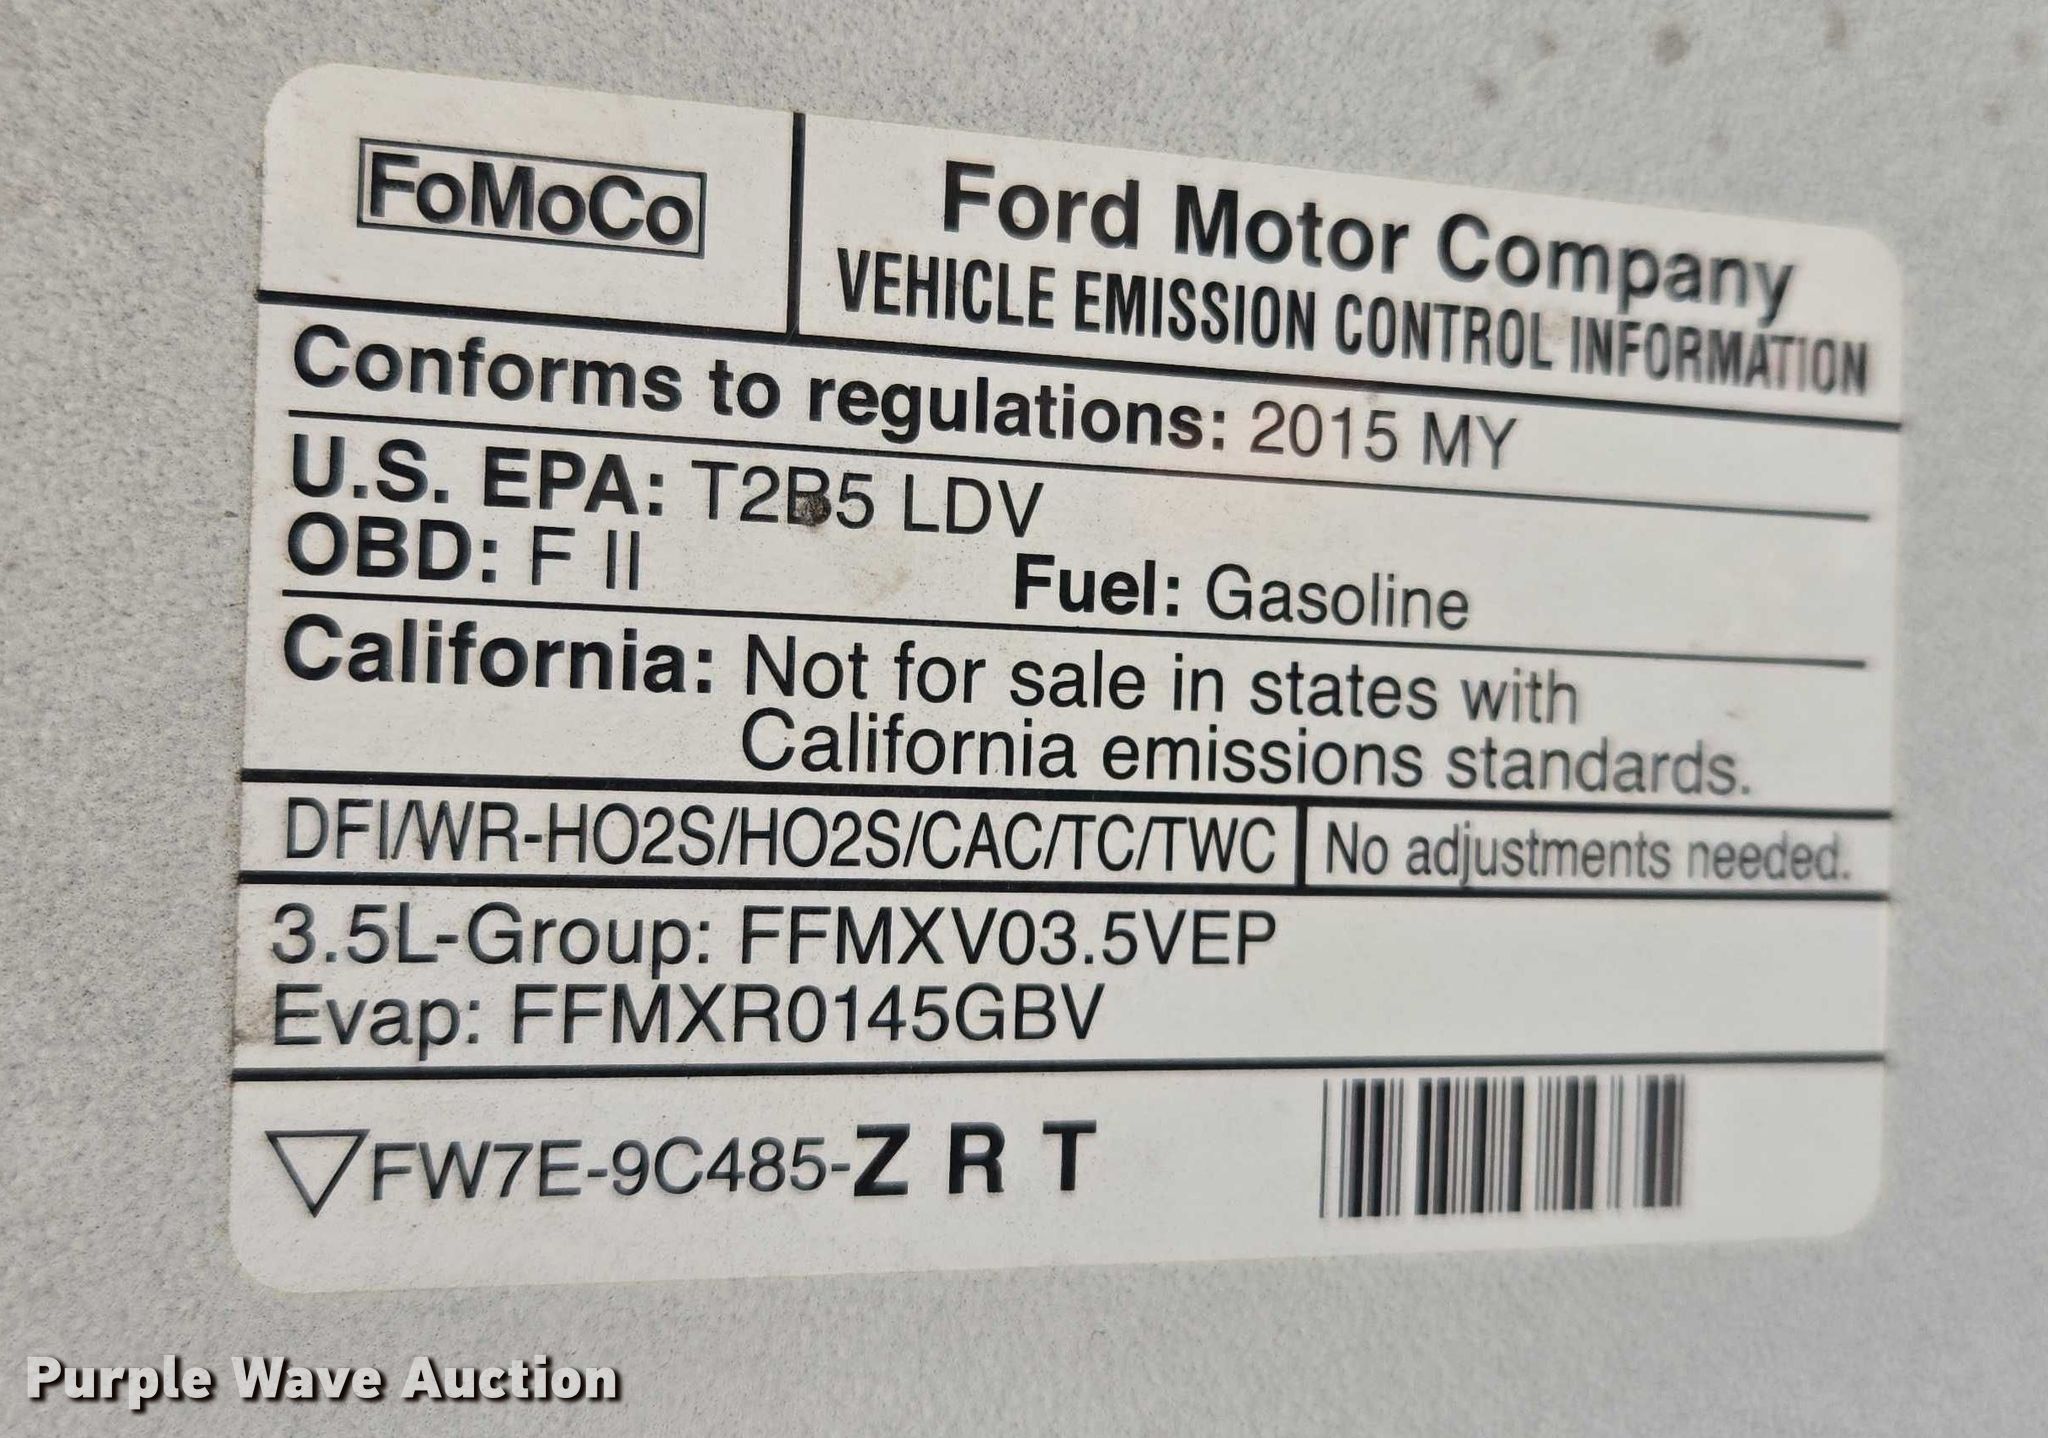 FoMoCo
Ford Motor Company
VEHICLE EMISSION CONTROL INFORMATION
Conforms to regulations: 2015 MY
U.S. EPA: T2B5 LDV
OBD: F II Fuel: Gasoline
California: Not for sale in states with
California emissions standards.
DFI/WR-HO2S/HO2S/CAC/TC/TWC No adjustments needed.
3.5L-Group: FFMXV03.5VEP
Evap: FFMXR0145GBV
FW7E-9C485-Z R T
Purple Wave Auction